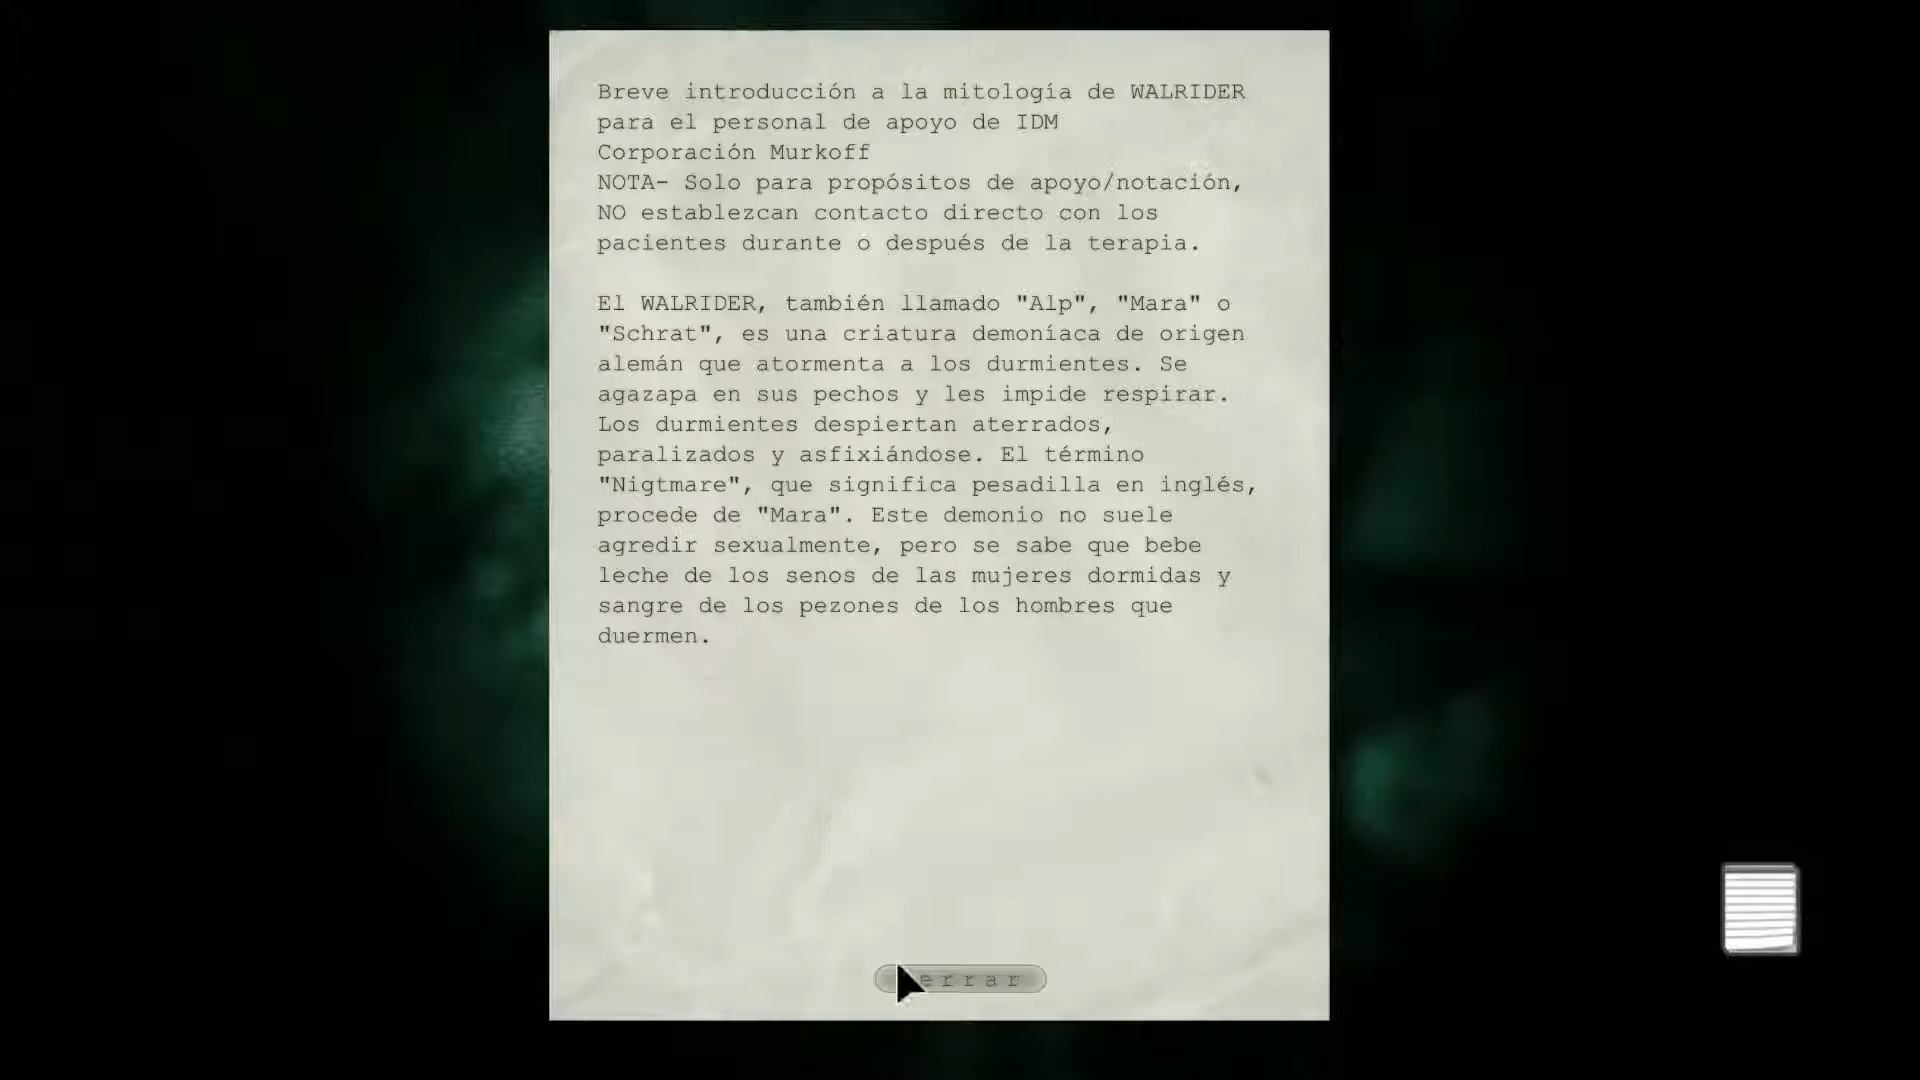 Breve introducción a la mitología de WALRIDER
para el personal de apoyo de IDM
Corporación Murkoff
NOTA- Solo para propósitos de apoyo/notación,
NO establezcan contacto directo con los
pacientes durante o después de la terapia.
El WALRIDER, también llamado "Alp", "Mara" o
"Schrat", es una criatura demoníaca de origen
alemán que atormenta a los durmientes. Se
agazapa en sus pechos y les impide respirar.
Los durmientes despiertan aterrados,
paralizados y asfixiándose. El término
"Nigtmare", que significa pesadilla en inglés,
procede de "Mara". Este demonio no suele
agredir sexualmente, pero se sabe que bebe
leche de los senos de las mujeres dormidas y
sangre de los pezones de los hombres que
duermen.